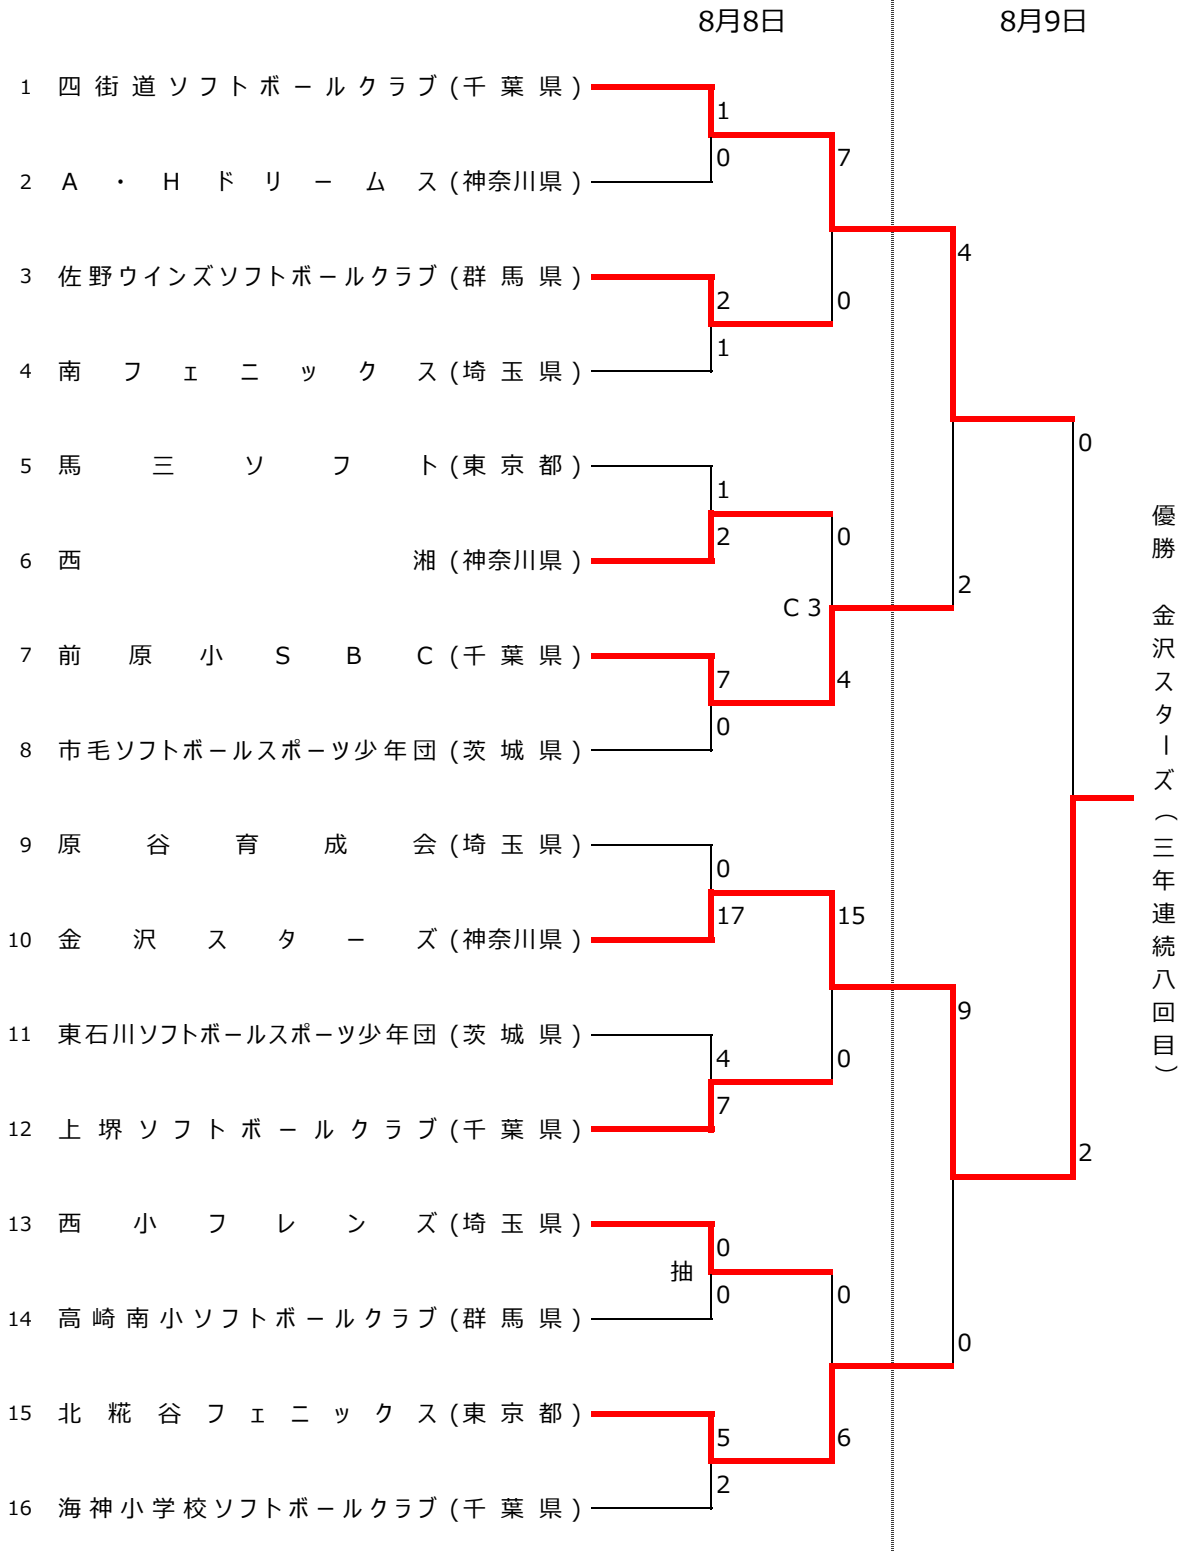 8月8日 8月9日
1 四街道ソフトボールクラブ (千葉県)
1
0
7
2 A・Hドリームス (神奈川県)
4
3 佐野ウインズソフトボールクラブ (群馬県)
2
0
1
4 南フェニックス (埼玉県)
0
5 馬三ソフト (東京都)
1
2
0
6 西湘 (神奈川県)
2
C 3
7 前原小SBC (千葉県)
7
4
0
8 市毛ソフトボールスポーツ少年団 (茨城県)
優勝 金沢スターズ(三年連続八回目)
9 原谷育成会 (埼玉県)
0
17
15
10 金沢スターズ (神奈川県)
9
11 東石川ソフトボールスポーツ少年団 (茨城県)
4
0
7
12 上堺ソフトボールクラブ (千葉県)
2
13 西小フレンズ (埼玉県)
0
抽
0
0
14 高崎南小ソフトボールクラブ (群馬県)
0
15 北糀谷フェニックス (東京都)
5
6
2
16 海神小学校ソフトボールクラブ (千葉県)